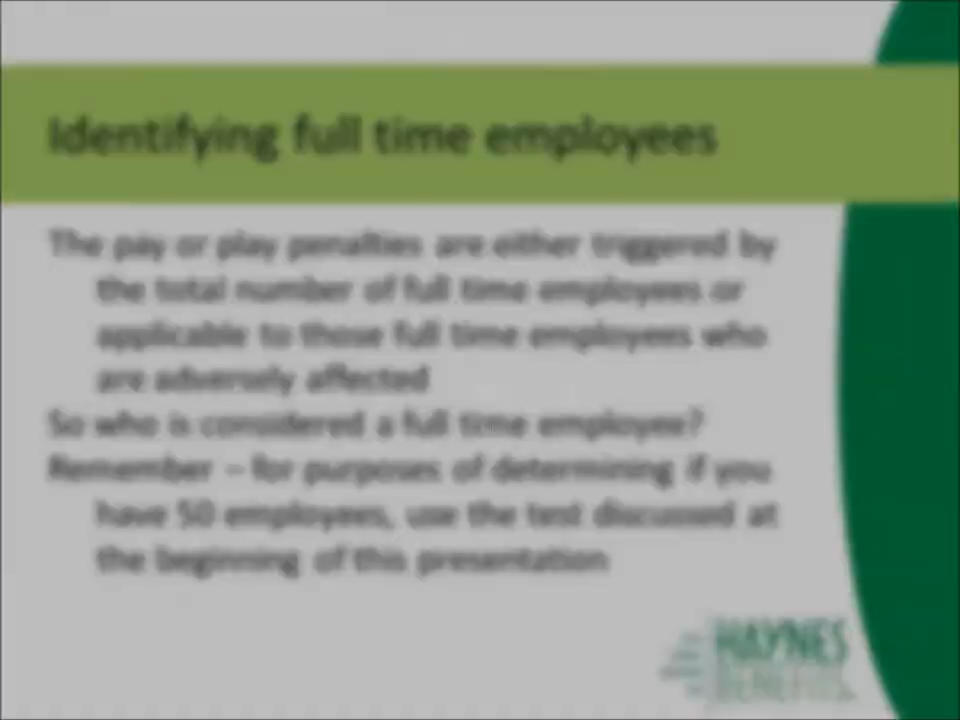 Identifying full time employees
The pay or play penalties are either triggered by
the total number of full time employees or
applicable to those full time employees who
are adversely affected
So who is considered a full time employee?
Remember – for purposes of determining if you
have 50 employees, use the test discussed at
the beginning of this presentation
HAYNES
BENEFITS